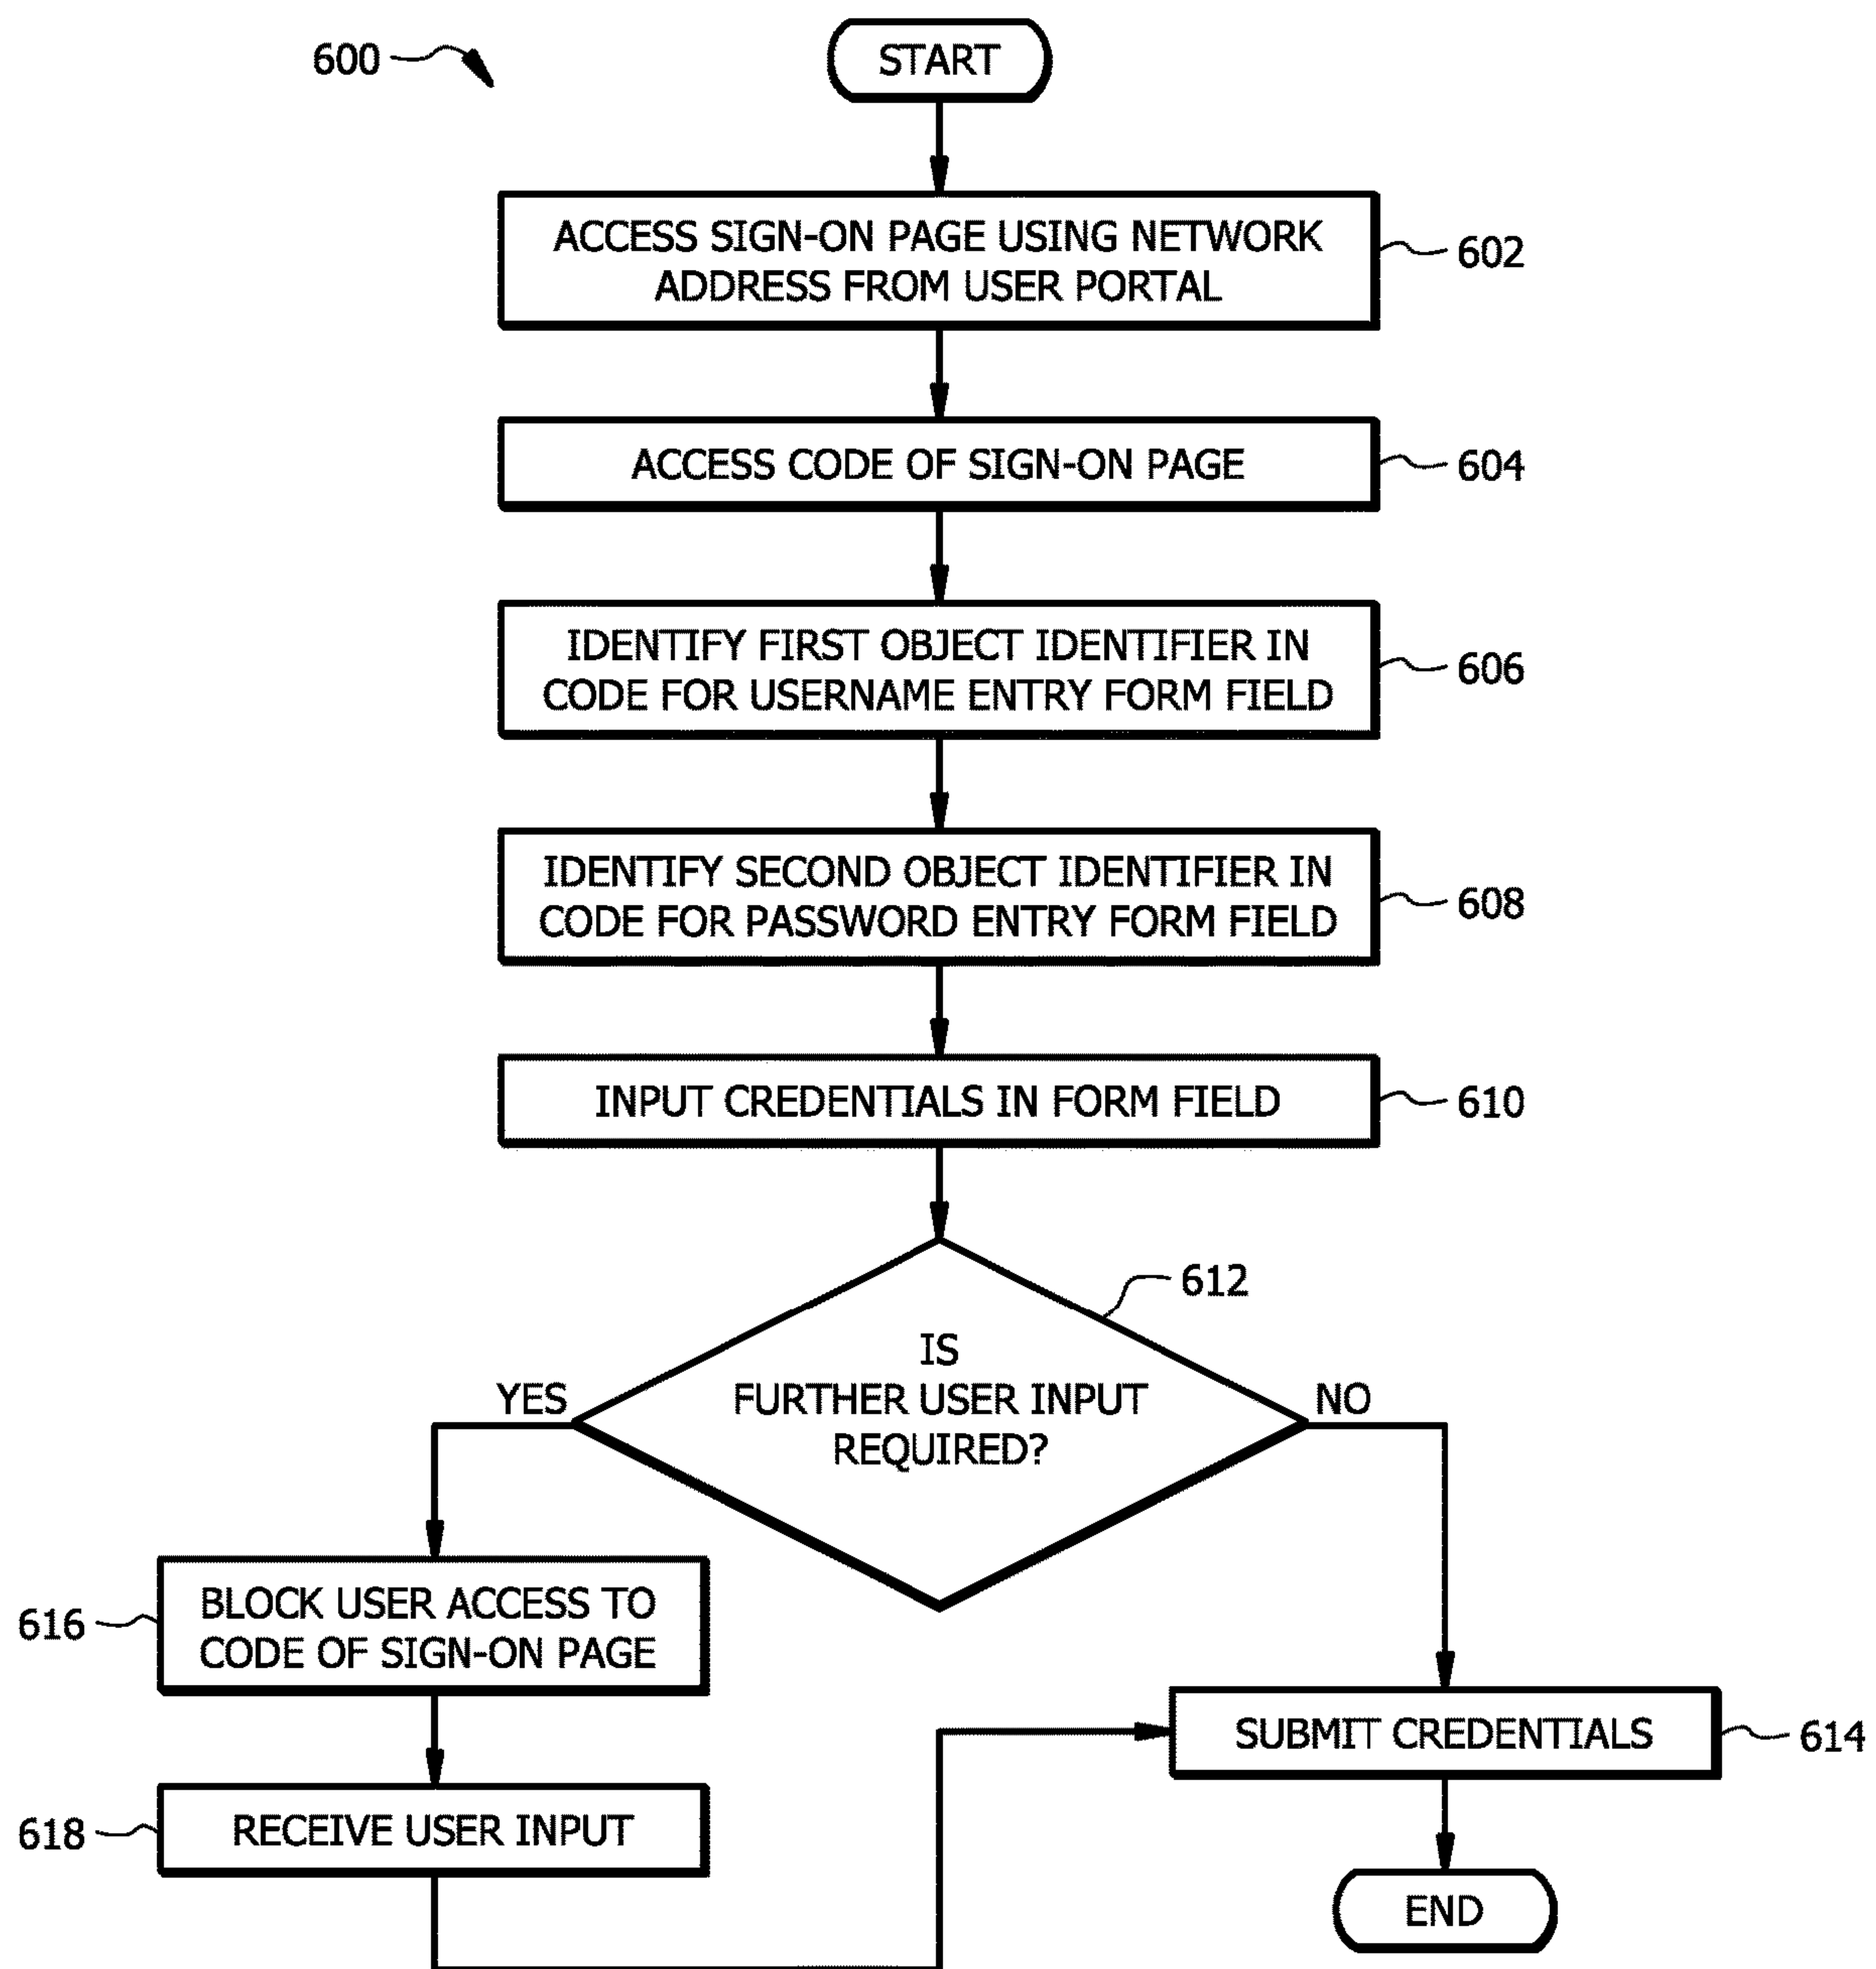 600
START
ACCESS SIGN-ON PAGE USING NETWORK
ADDRESS FROM USER PORTAL
602
ACCESS CODE OF SIGN-ON PAGE
604
IDENTIFY FIRST OBJECT IDENTIFIER IN
CODE FOR USERNAME ENTRY FORM FIELD
606
IDENTIFY SECOND OBJECT IDENTIFIER IN
CODE FOR PASSWORD ENTRY FORM FIELD
608
INPUT CREDENTIALS IN FORM FIELD
610
612
IS
FURTHER USER INPUT
REQUIRED?
YES
NO
BLOCK USER ACCESS TO
CODE OF SIGN-ON PAGE
616
SUBMIT CREDENTIALS
614
RECEIVE USER INPUT
618
END